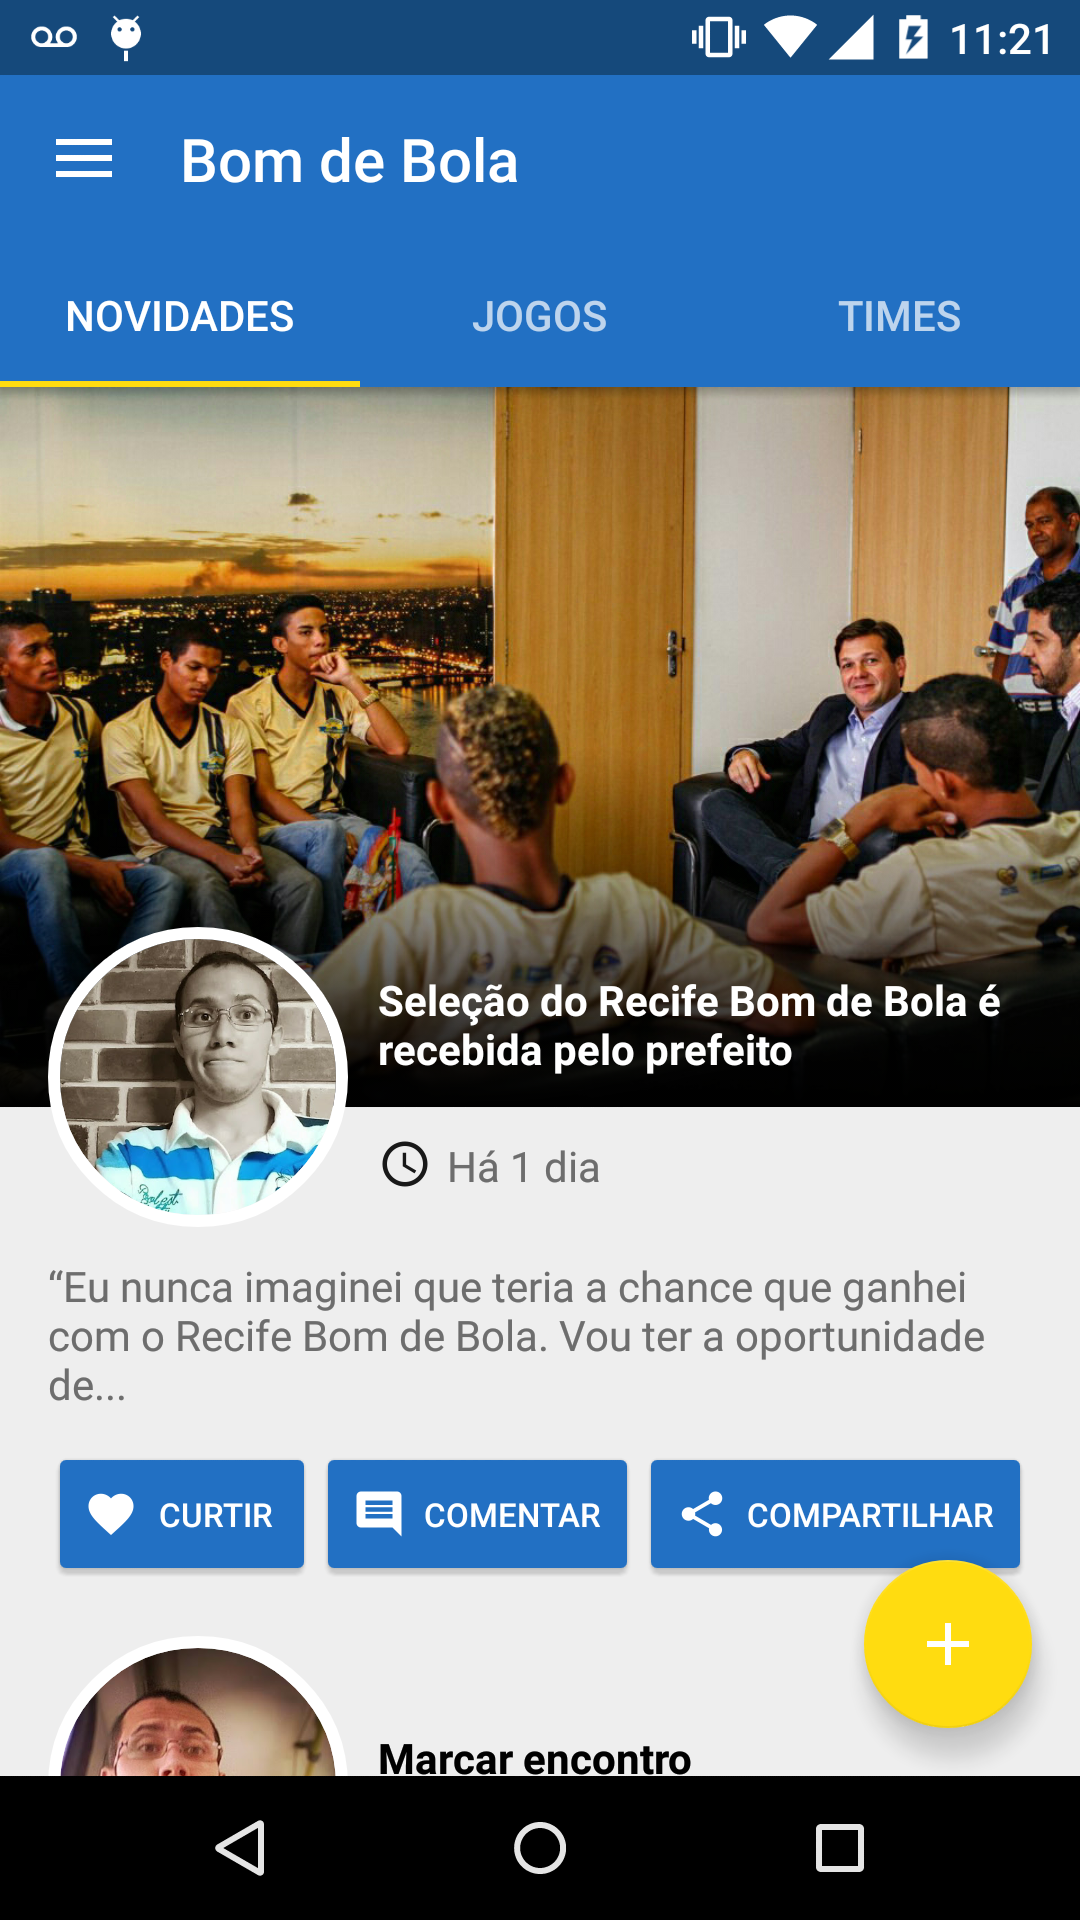 11:21
Bom de Bola
NOVIDADES
JOGOS
TIMES
Seleção do Recife Bom de Bola é
recebida pelo prefeito
Há 1 dia
“Eu nunca imaginei que teria a chance que ganhei
com o Recife Bom de Bola. Vou ter a oportunidade
de...
CURTIR
COMENTAR
COMPARTILHAR
Marcar encontro